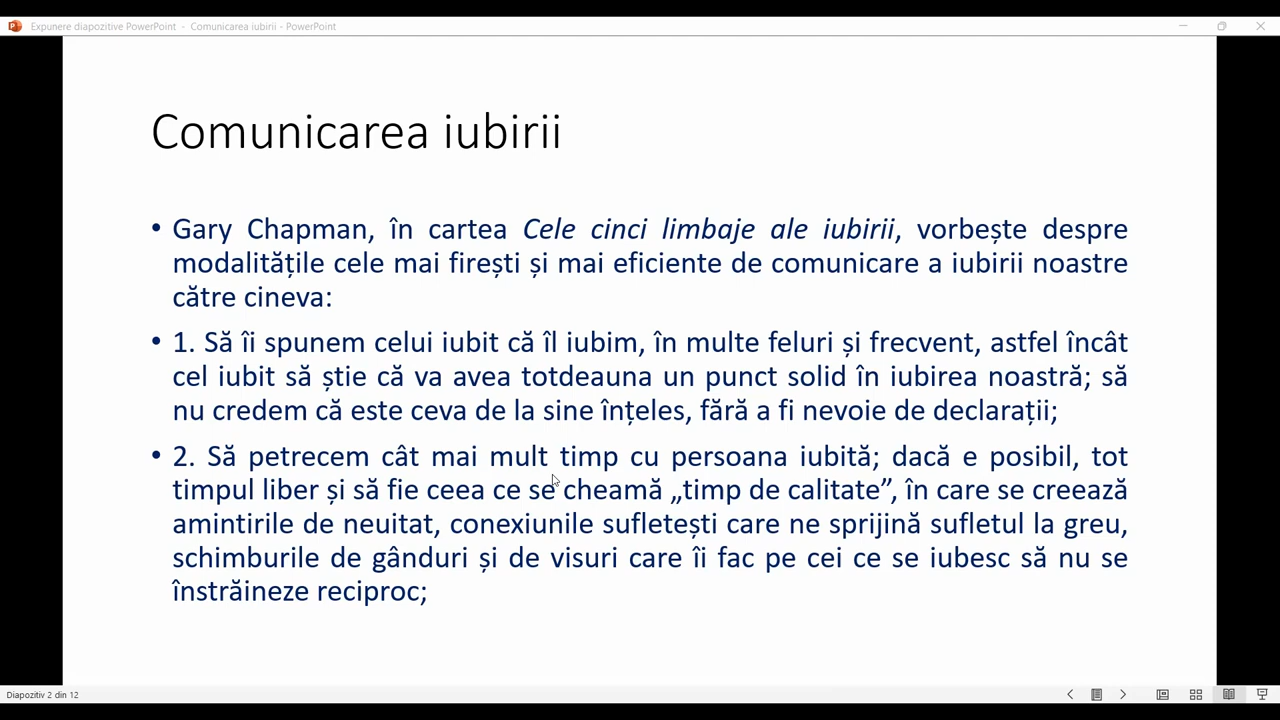 Expunere diapozitive PowerPoint - Comunicarea iubirii - PowerPoint
Comunicarea iubirii
• Gary Chapman, în cartea Cele cinci limbaje ale iubirii, vorbește despre
modalitățile cele mai firești și mai eficiente de comunicare a iubirii noastre
către cineva:
• 1. Să îi spunem celui iubit că îl iubim, în multe feluri și frecvent, astfel încât
cel iubit să știe că va avea totdeauna un punct solid în iubirea noastră; să
nu credem că este ceva de la sine înțeles, fără a fi nevoie de declarații;
• 2. Să petrecem cât mai mult timp cu persoana iubită; dacă e posibil, tot
timpul liber și să fie ceea ce se cheamă „timp de calitate”, în care se creează
amintirile de neuitat, conexiunile sufletești care ne sprijină sufletul la greu,
schimburile de gânduri și de visuri care îi fac pe cei ce se iubesc să nu se
înstrăineze reciproc;
Diapozitiv 2 din 12